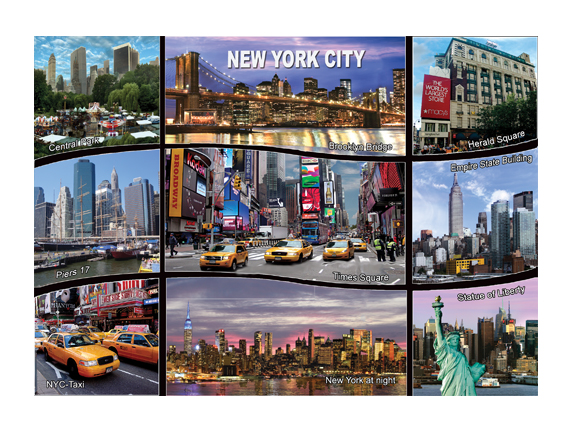 NEW YORK CITY
Central Park
Brooklyn Bridge
THE
WORLD'S
LARGEST
STORE
macy's
Herald Square
Piers 17
BROADWAY
Times Square
Empire State Building
NYC-Taxi
New York at night
Statue of Liberty